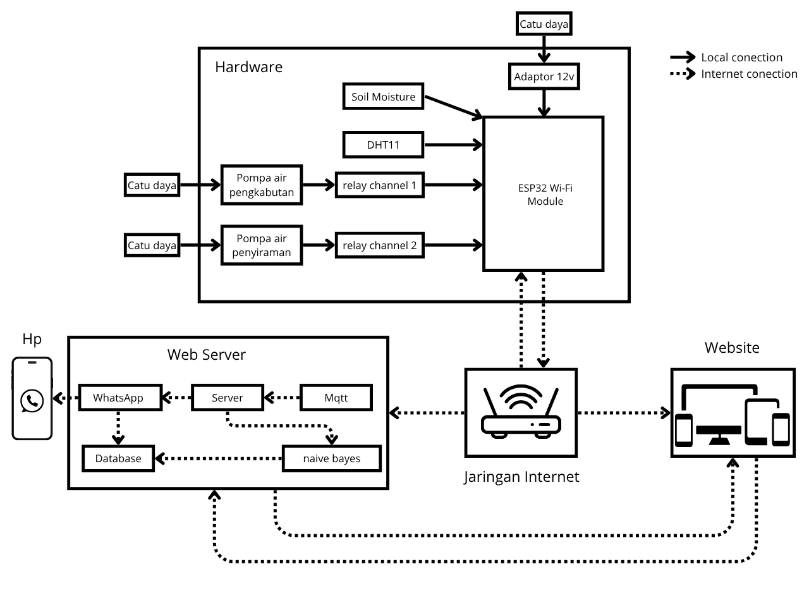 Catu daya
Hardware
Adaptor 12v
Local conection
Internet conection
Soil Moisture
DHT11
Catu daya
Pompa air
pengkabutan
relay channel 1
ESP32 Wi-Fi
Module
Catu daya
Pompa air
penyiraman
relay channel 2
Hp
Web Server
Website
WhatsApp
Server
Mqtt
Database
naive bayes
Jaringan Internet